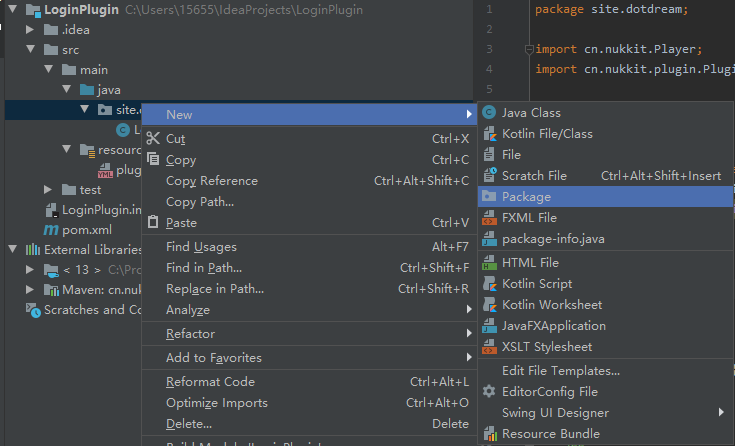 LoginPlugin C:\Users\15655\IdeaProjects\LoginPlugin
.idea
src
main
java
site.
resourc
plug
test
LoginPlugin.im
pom.xml
External Libraries
< 13 > C:\Pro
Maven: cn.nuk
Scratches and Co
New
Cut Ctrl+X
Copy Ctrl+C
Copy Reference Ctrl+Alt+Shift+C
Copy Path...
Paste Ctrl+V
Find Usages Alt+F7
Find in Path... Ctrl+Shift+F
Replace in Path... Ctrl+Shift+R
Analyze
Refactor
Add to Favorites
Reformat Code Ctrl+Alt+L
Optimize Imports Ctrl+Alt+O
Delete... Delete
1 package site.dotdream;
2
3 import cn.nukkit.Player;
4 import cn.nukkit.plugin.Plugi
5
Java Class
Kotlin File/Class
File
Scratch File Ctrl+Alt+Shift+Insert
Package
FXML File
package-info.java
HTML File
Kotlin Script
Kotlin Worksheet
JavaFXApplication
XSLT Stylesheet
Edit File Templates...
EditorConfig File
Swing UI Designer
Resource Bundle